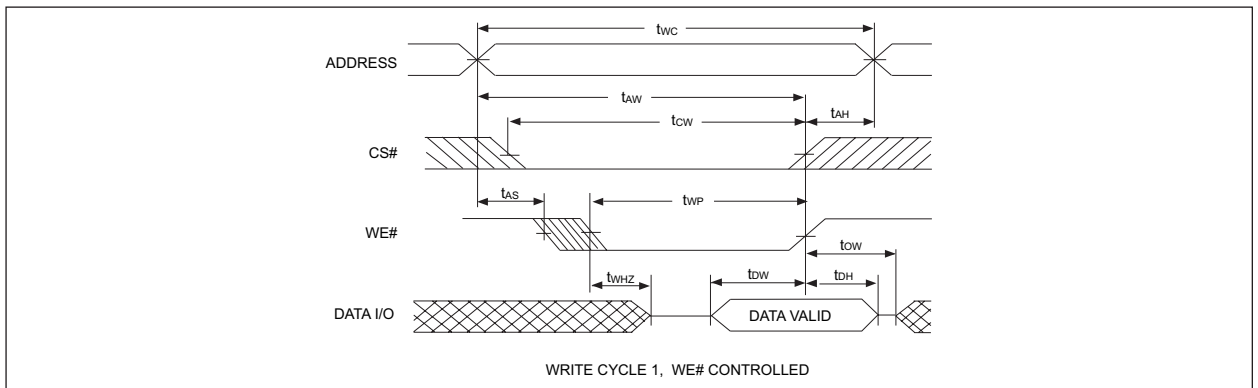 tWC
ADDRESS
tAW
tCW
tAH
CS#
tAS
tWP
WE#
tOW
tWHZ
tDW
tDH
DATA I/O
DATA VALID
WRITE CYCLE 1, WE# CONTROLLED